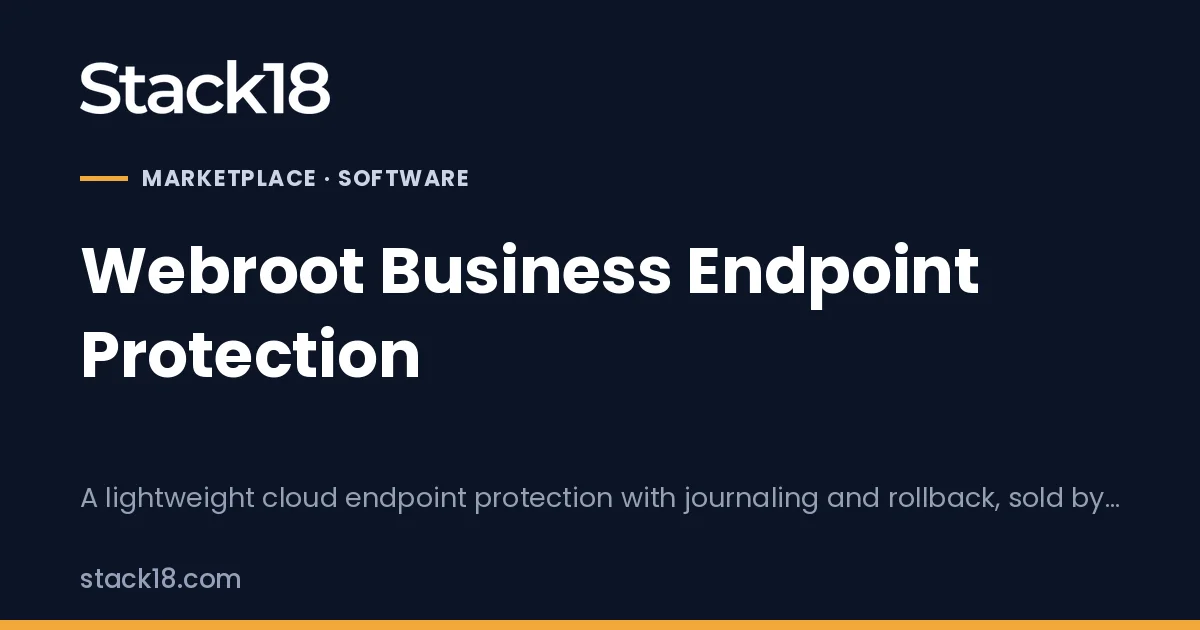 Stack18
MARKETPLACE · SOFTWARE
Webroot Business Endpoint
Protection
A lightweight cloud endpoint protection with journaling and rollback, sold by…
stack18.com